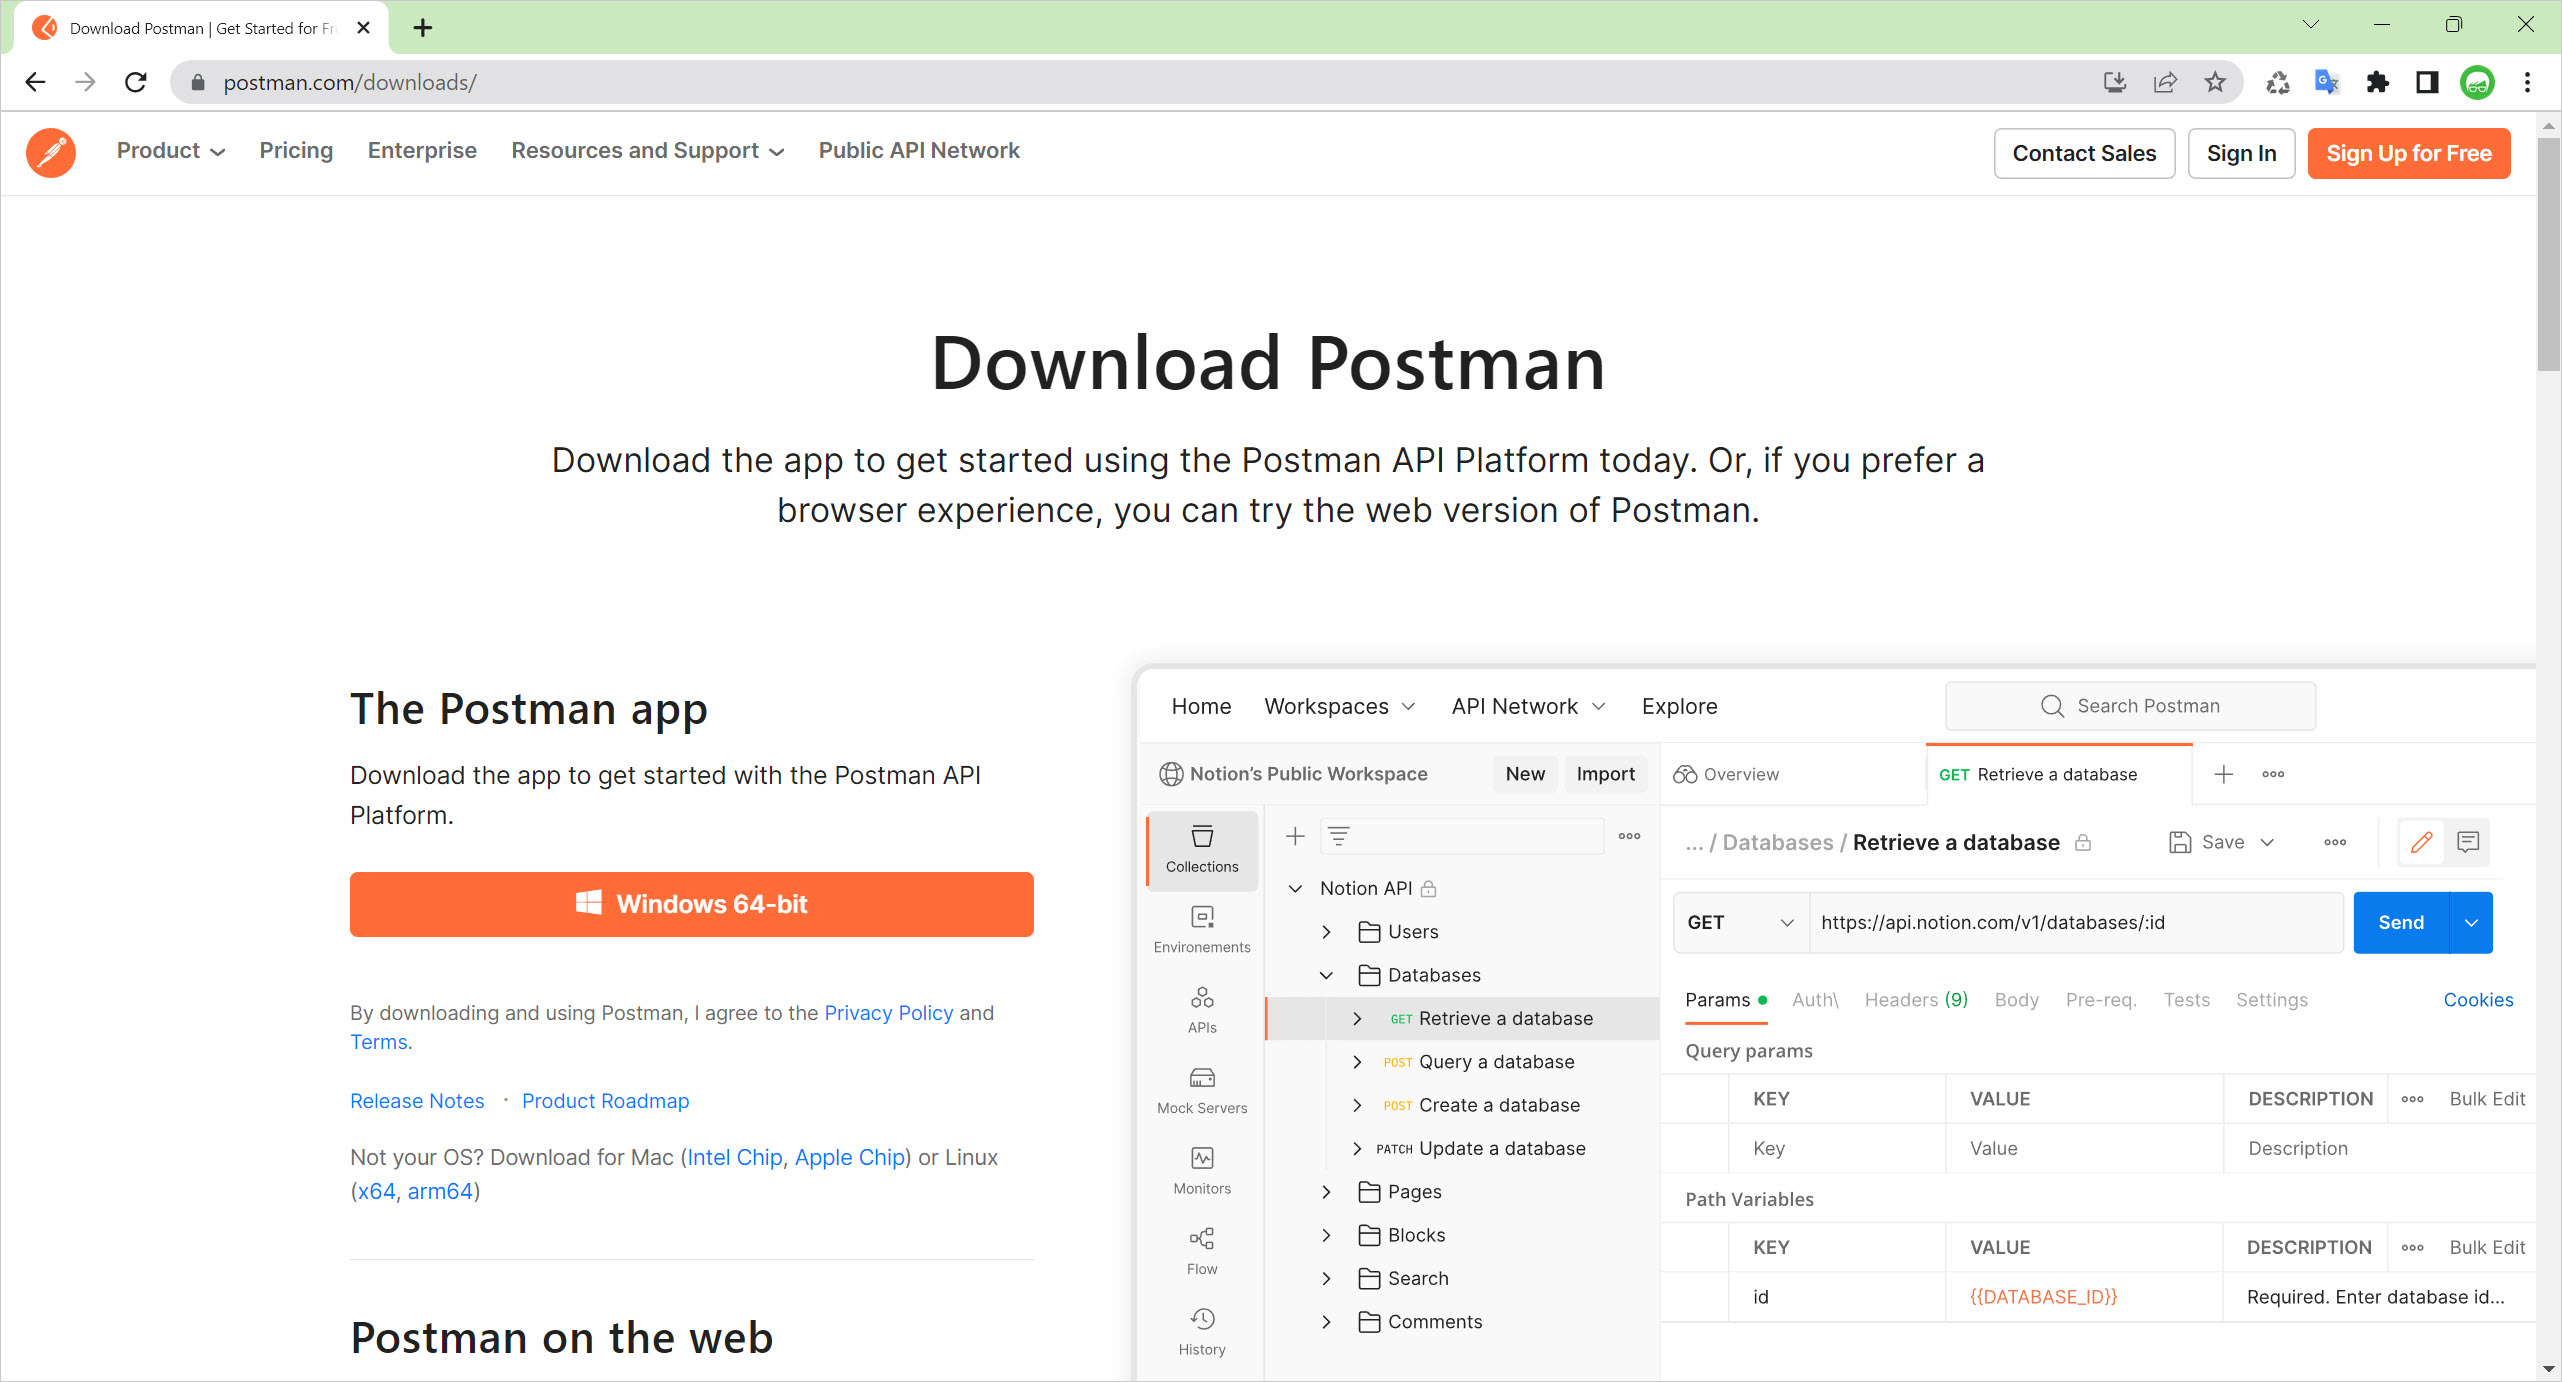 Download Postman | Get Started for Fr
postman.com/downloads/
Product
Pricing
Enterprise
Resources and Support
Public API Network
Contact Sales
Sign In
Sign Up for Free
Download Postman
Download the app to get started using the Postman API Platform today. Or, if you prefer a
browser experience, you can try the web version of Postman.
The Postman app
Download the app to get started with the Postman API
Platform.
Windows 64-bit
By downloading and using Postman, I agree to the Privacy Policy and
Terms.
Release Notes · Product Roadmap
Not your OS? Download for Mac (Intel Chip, Apple Chip) or Linux
(x64, arm64)
Postman on the web
Home
Workspaces
API Network
Explore
Search Postman
Notion’s Public Workspace
New
Import
Overview
GET Retrieve a database
Collections
Environements
APIs
Mock Servers
Monitors
Flow
History
Notion API
Users
Databases
GET Retrieve a database
POST Query a database
POST Create a database
PATCH Update a database
Pages
Blocks
Search
Comments
... / Databases / Retrieve a database
Save
GET
https://api.notion.com/v1/databases/:id
Send
Params
Auth\
Headers (9)
Body
Pre-req.
Tests
Settings
Cookies
Query params
KEY VALUE DESCRIPTION Bulk Edit
Key Value Description
Path Variables
KEY VALUE DESCRIPTION Bulk Edit
id {{DATABASE_ID}} Required. Enter database id...